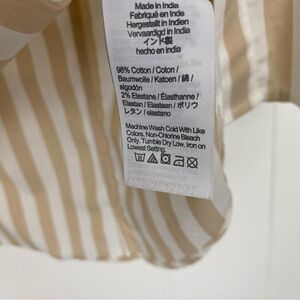 Made in India
Fabriqué en Inde
Hergestellt in Indien
Vervaardigd in India
インド製
hecho en india
98% Cotton / Coton /
Baumwolle / Katoen / 綿 /
algodón
2% Elastane / Élasthanne /
Elastan / Elastaan / ポリウ
レタン / elastano
Machine Wash Cold With Like
Colors. Non-Chlorine Bleach
Only. Tumble Dry Low, Iron on
Lowest Setting.